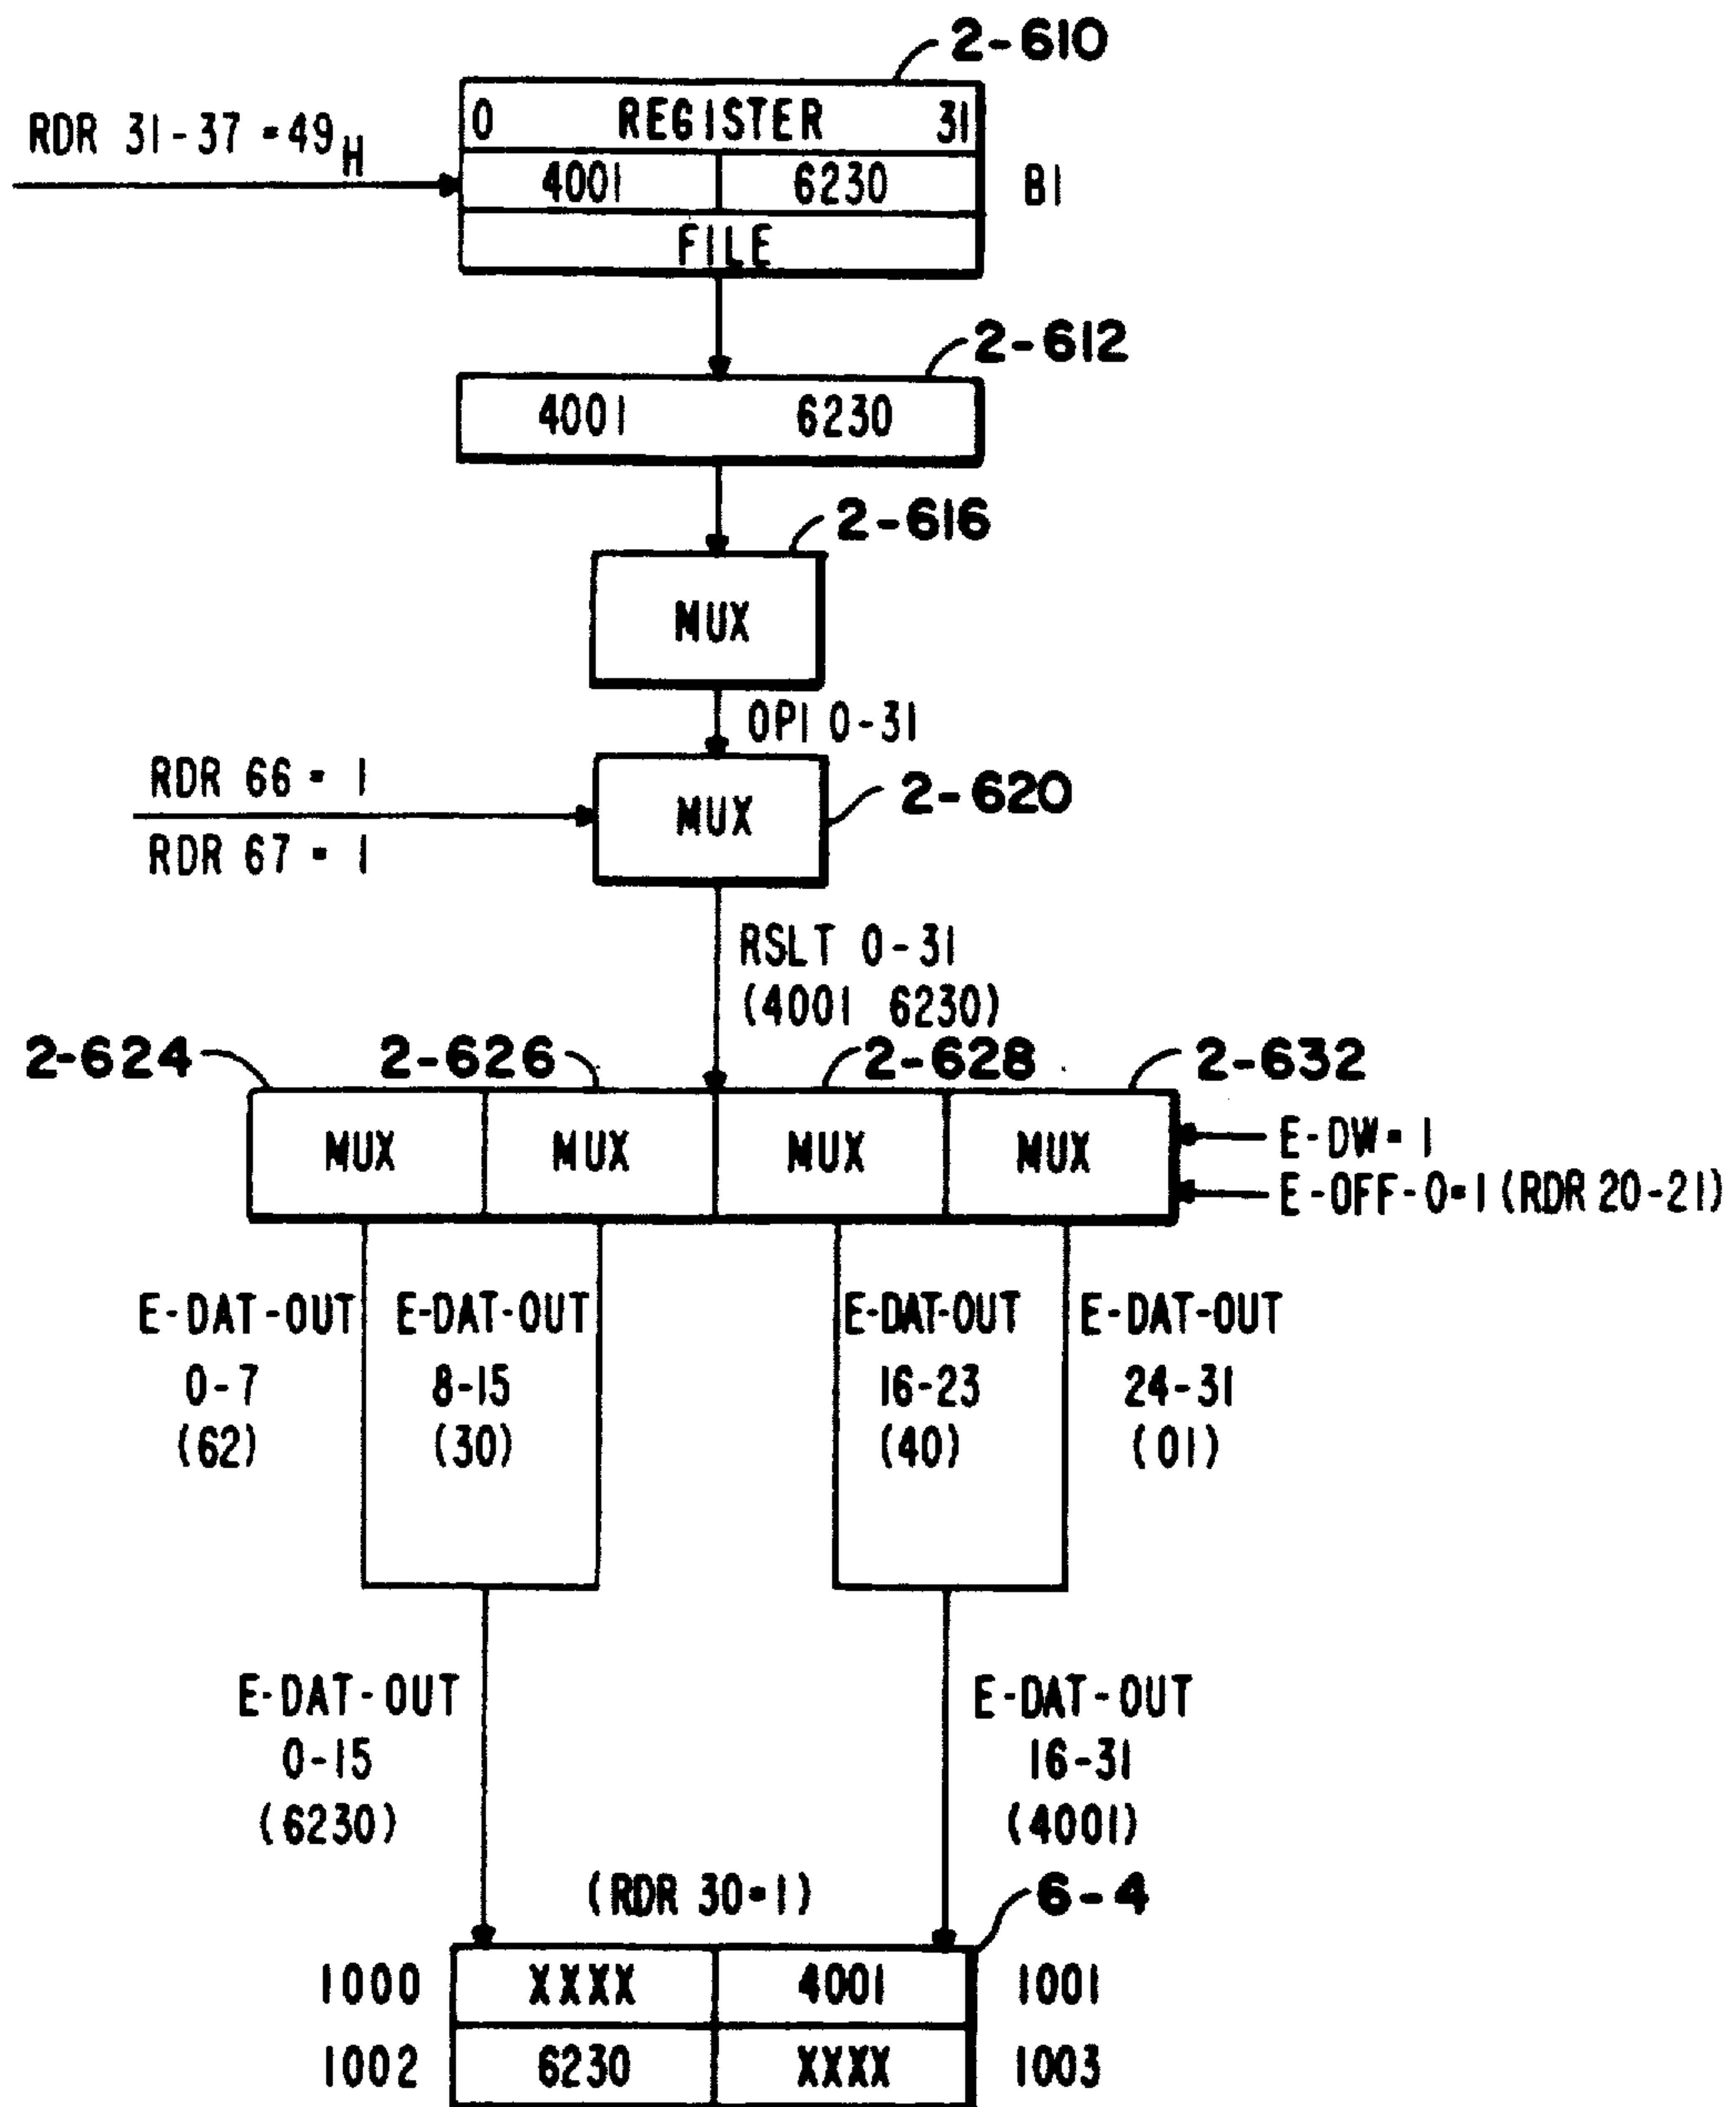 2-610
RDR 31-37 = 49H
0 REGISTER 31
4001 6230 B1
FILE
2-612
4001 6230
2-616
MUX
OP1 0-31
RDR 66 = 1
MUX 2-620
RDR 67 = 1
RSLT 0-31
(4001 6230)
2-624 2-626 2-628 2-632
MUX MUX MUX MUX
E-DW=1
E-OFF-0=1 (RDR 20-21)
E-DAT-OUT E-DAT-OUT E-DAT-OUT E-DAT-OUT
0-7 8-15 16-23 24-31
(62) (30) (40) (01)
E-DAT-OUT E-DAT-OUT
0-15 16-31
(6230) (4001)
(RDR 30=1) 6-4
1000 XXXX 4001 1001
1002 6230 XXXX 1003